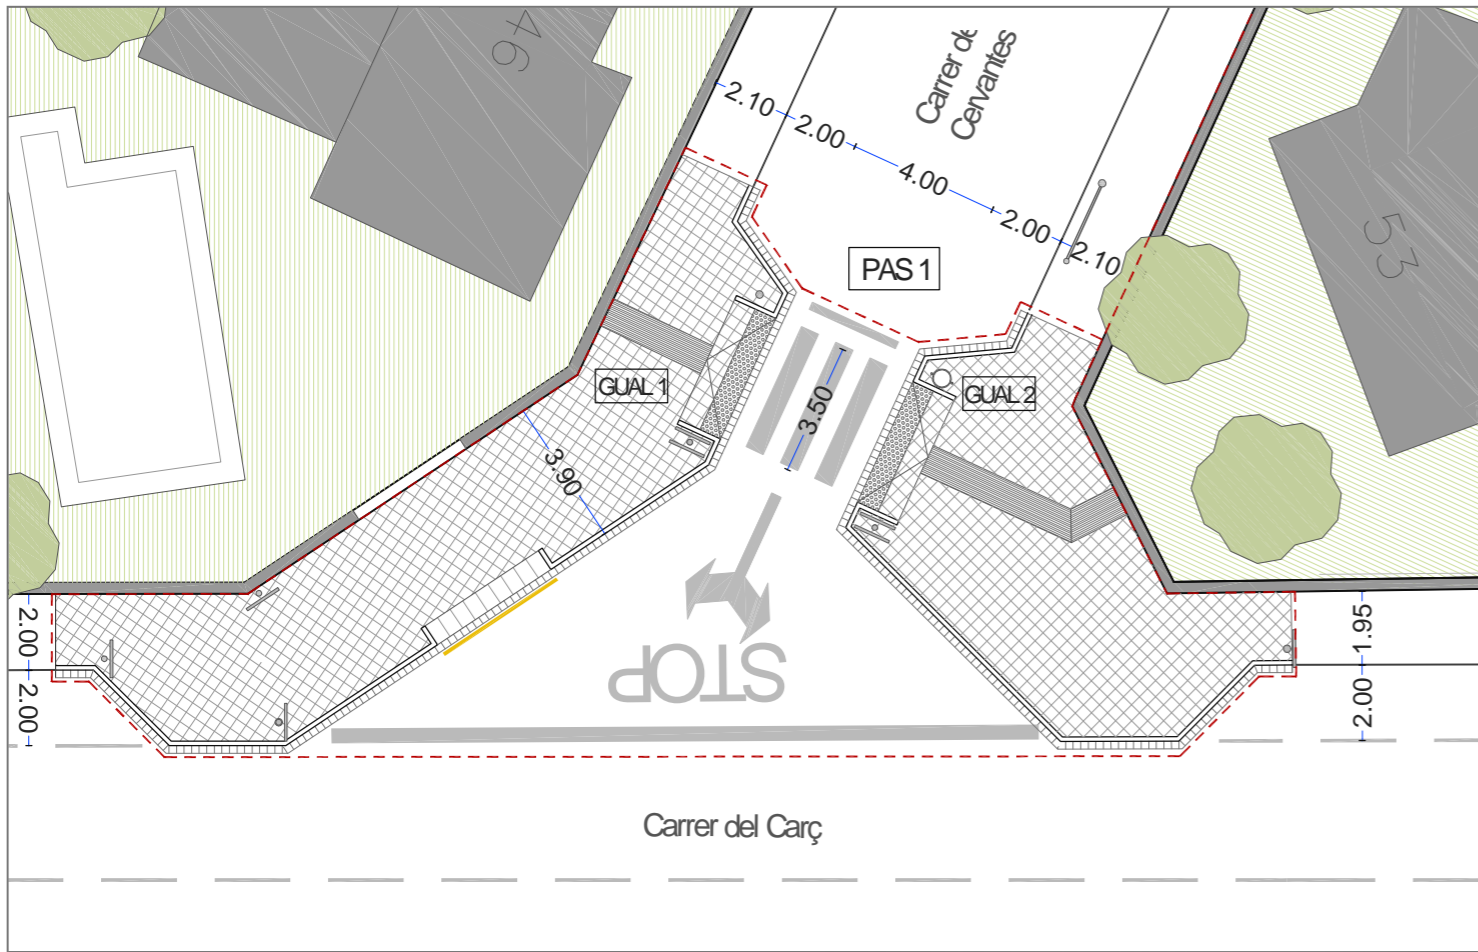 46
Carrer de
Cervantes
2.10
2.00
4.00
2.00
2.10
53
PAS 1
GUAL 1
GUAL 2
3.50
3.90
2.00
2.00
1.95
2.00
STOP
Carrer del Carç